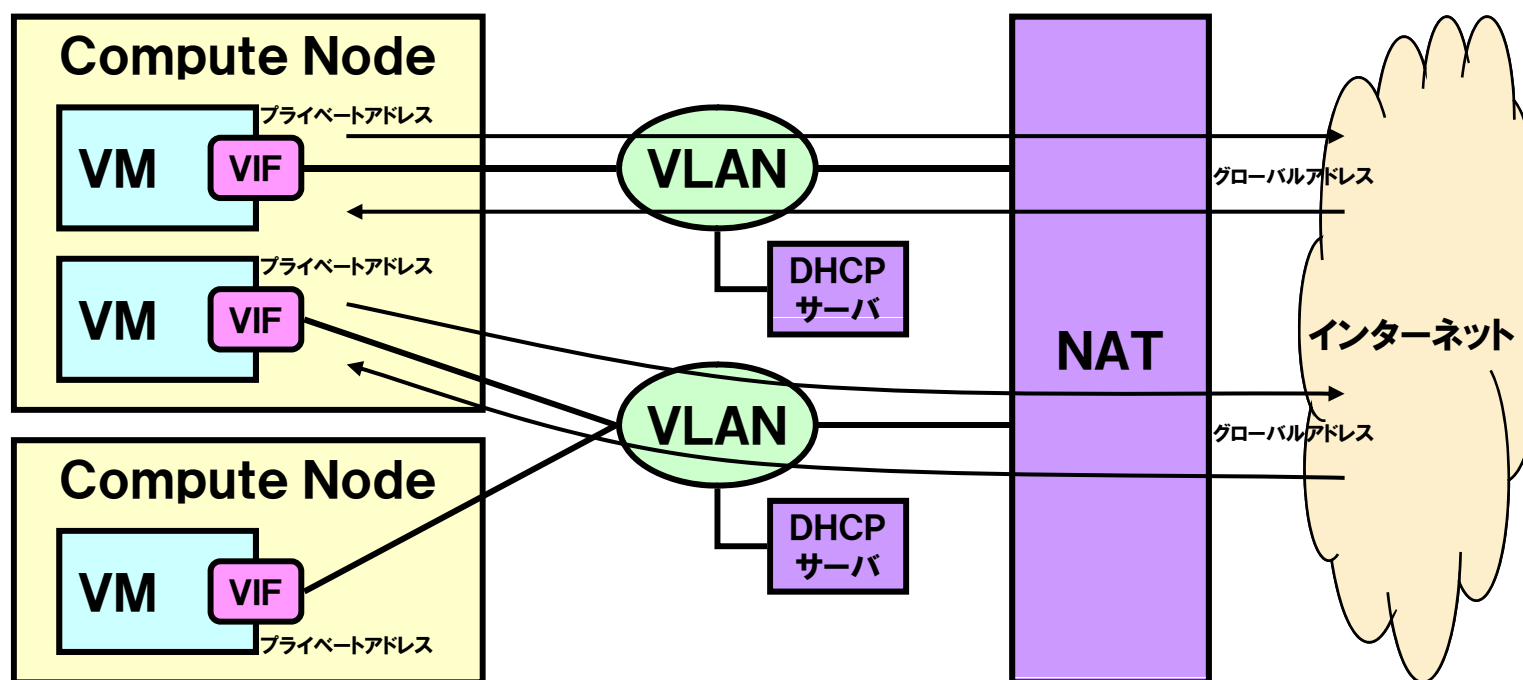 Compute Node
プライベートアドレス
VM
VIF
VLAN
グローバルアドレス
DHCP
サーバ
プライベートアドレス
VM
VIF
NAT
インターネット
VLAN
グローバルアドレス
DHCP
サーバ
Compute Node
VM
VIF
プライベートアドレス